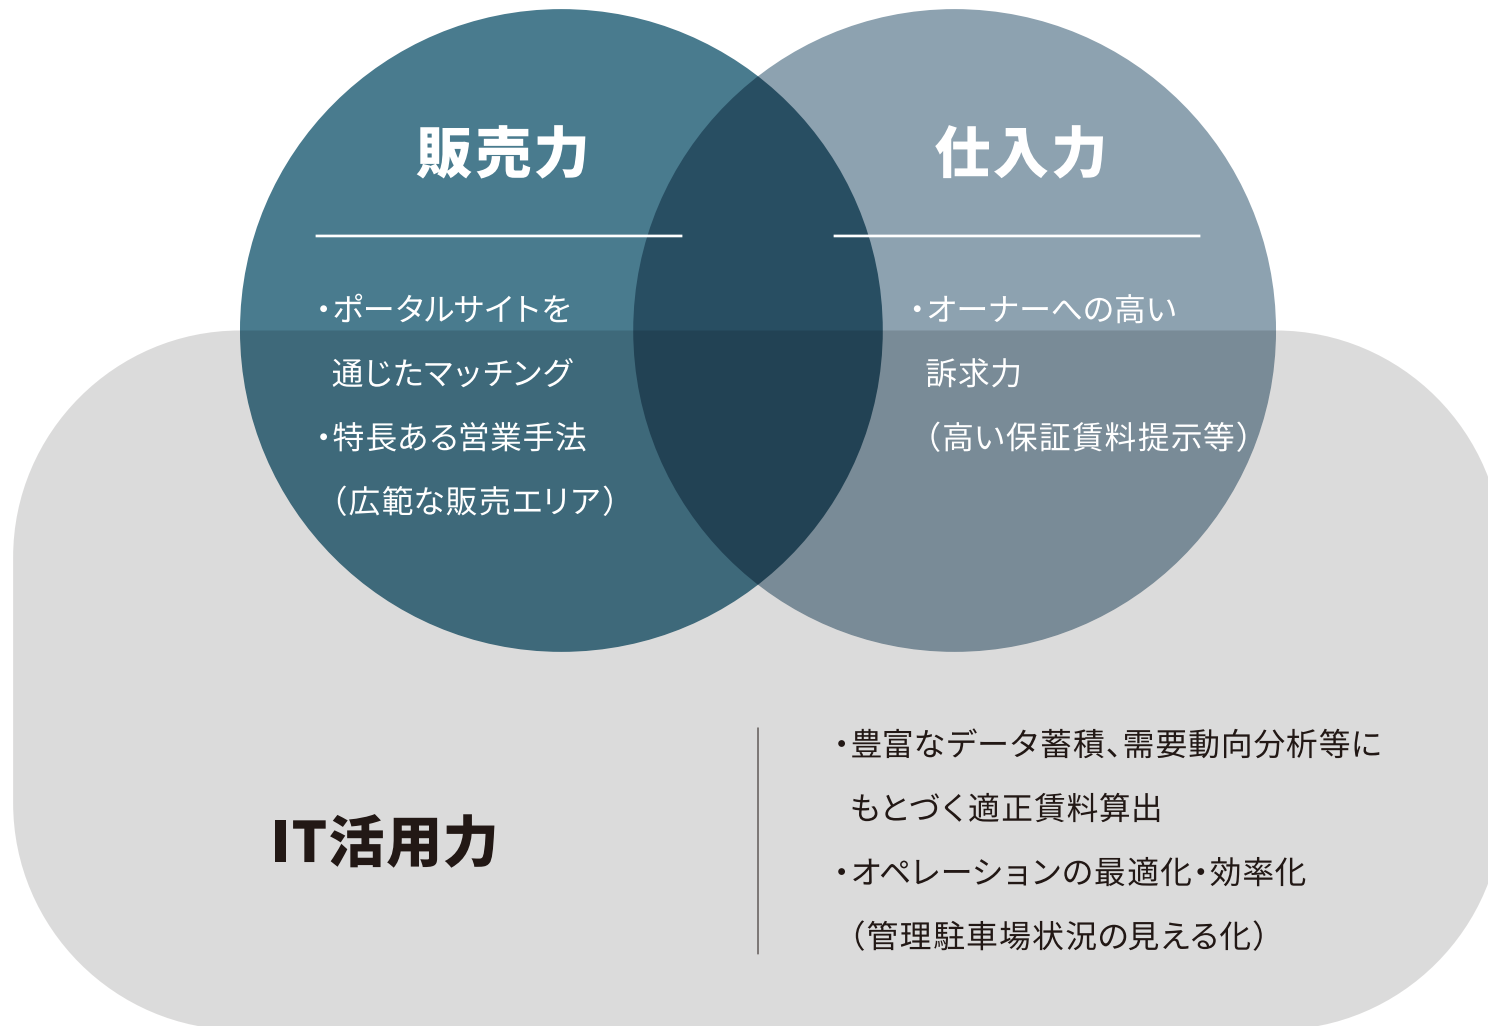 販売力
・ポータルサイトを
通じたマッチング
・特長ある営業手法
（広範な販売エリア）
仕入力
・オーナーへの高い
訴求力
（高い保証賃料提示等）
IT活用力
・豊富なデータ蓄積、需要動向分析等に
もとづく適正賃料算出
・オペレーションの最適化・効率化
（管理駐車場状況の見える化）